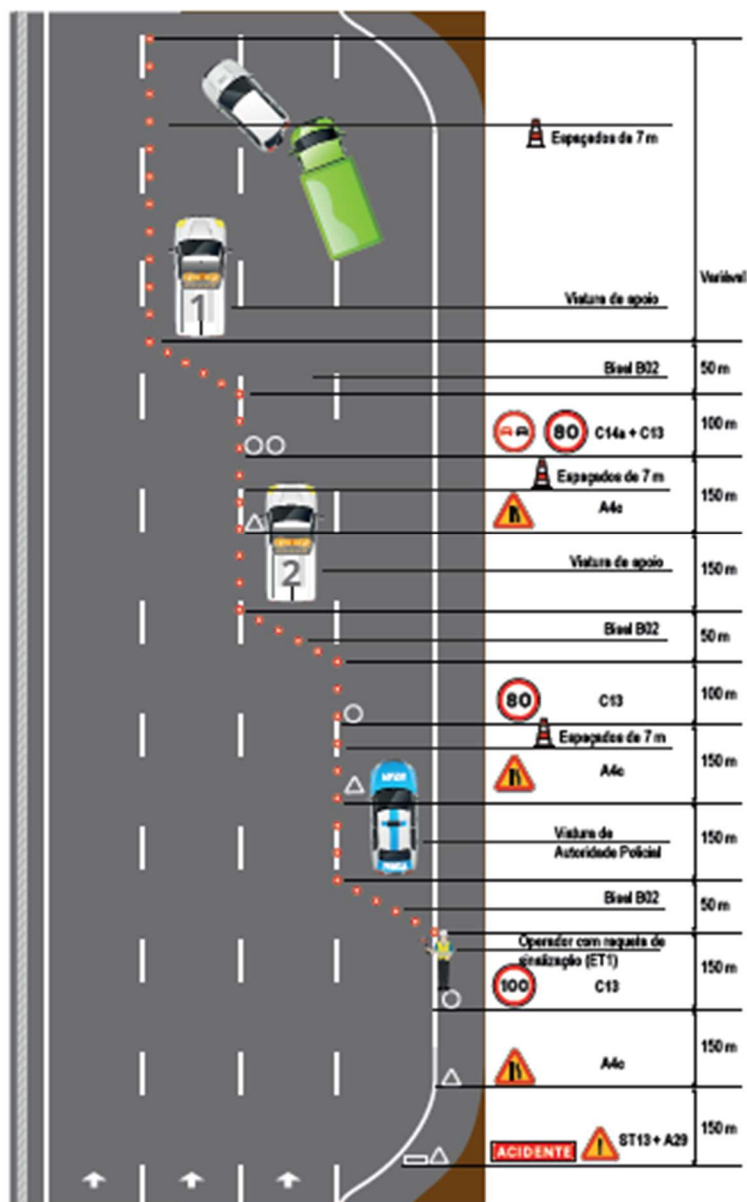 Espaçados de 7 m
1
Variável
Viatura de apoio
Bisel B02
50 m
80
C14a + C13
100 m
Espaçados de 7 m
A4c
150 m
2
Viatura de apoio
150 m
Bisel B02
50 m
80
C13
100 m
Espaçados de 7 m
A4c
150 m
Viatura de
Autoridade Policial
150 m
Bisel B02
50 m
Operador com raquete de
sinalização (ET1)
100
C13
150 m
A4c
150 m
ACIDENTE
ST13 + A29
150 m